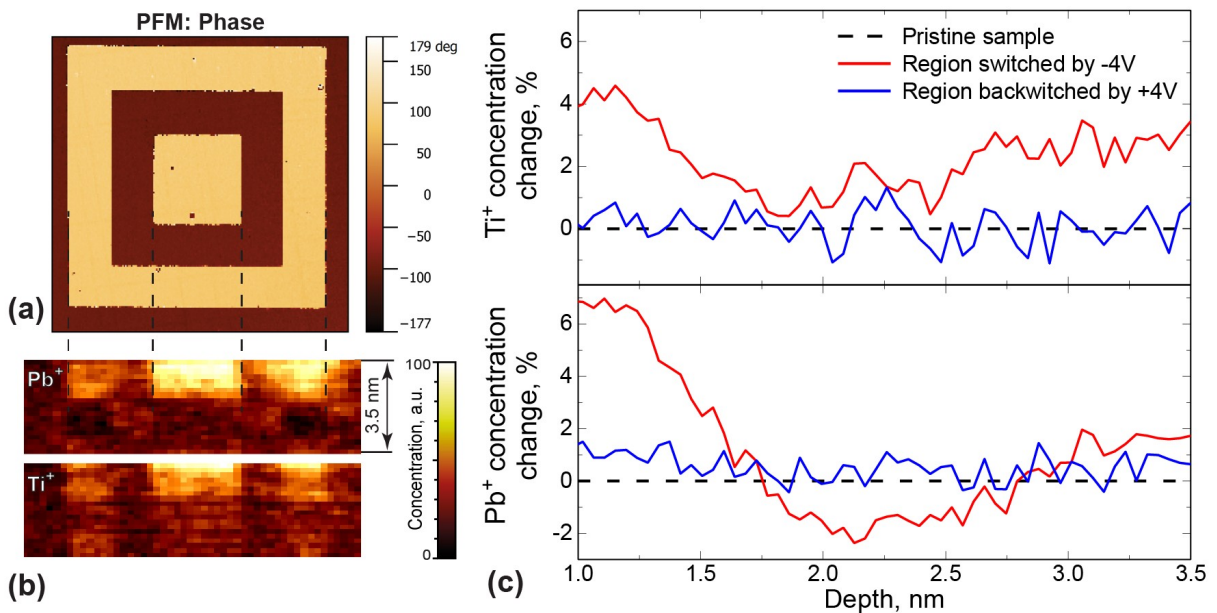 PFM: Phase
179 deg
150
100
50
0
−50
−100
−177
(a)
Pb+
Ti+
3.5 nm
100
Concentration, a.u.
0
(b)
Ti+ concentration
change, %
6
4
2
0
Pristine sample
Region switched by -4V
Region backwitched by +4V
Pb+ concentration
change, %
6
4
2
0
-2
1.0 1.5 2.0 2.5 3.0 3.5
Depth, nm
(c)